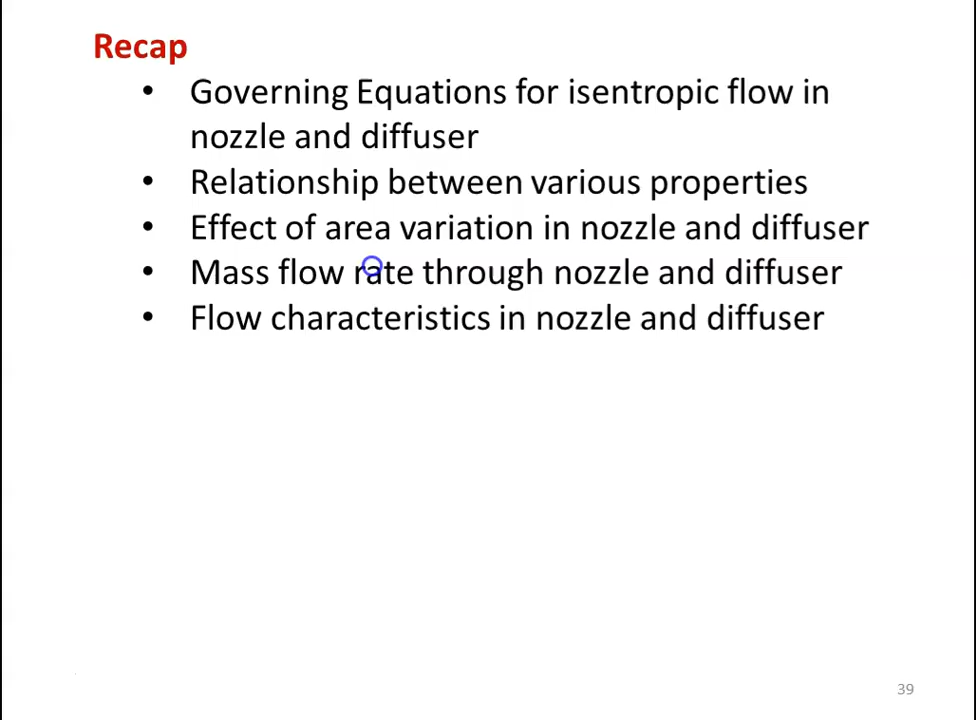 Recap
• Governing Equations for isentropic flow in
nozzle and diffuser
• Relationship between various properties
• Effect of area variation in nozzle and diffuser
• Mass flow rate through nozzle and diffuser
• Flow characteristics in nozzle and diffuser
39